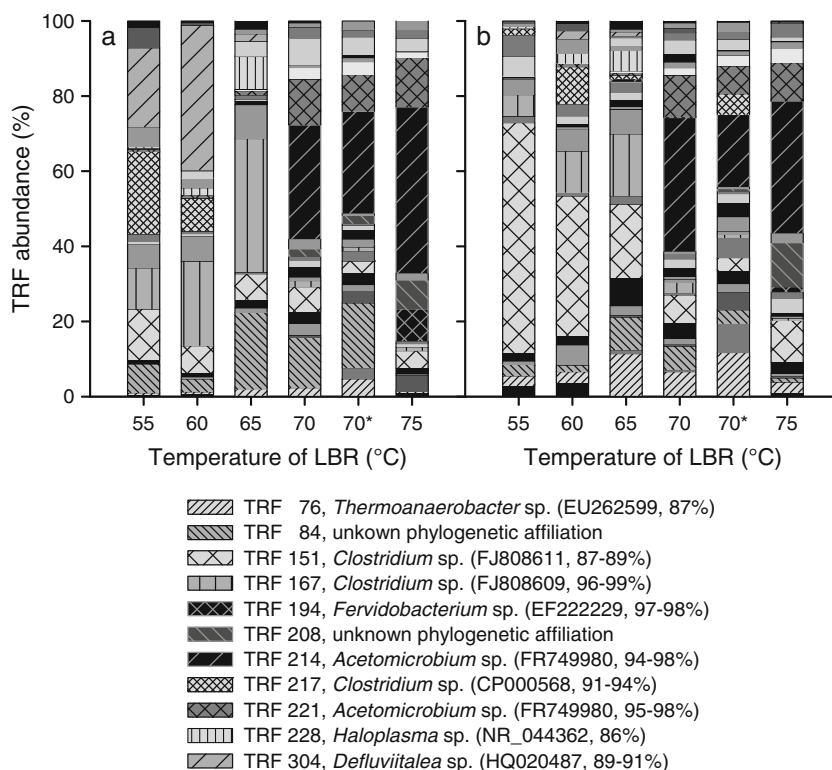 a
b
TRF abundance (%)
100
80
60
40
20
0
55 60 65 70 70* 75
55 60 65 70 70* 75
Temperature of LBR (°C)
Temperature of LBR (°C)
TRF 76, Thermoanaerobacter sp. (EU262599, 87%)
TRF 84, unkown phylogenetic affiliation
TRF 151, Clostridium sp. (FJ808611, 87-89%)
TRF 167, Clostridium sp. (FJ808609, 96-99%)
TRF 194, Fervidobacterium sp. (EF222229, 97-98%)
TRF 208, unknown phylogenetic affiliation
TRF 214, Acetomicrobium sp. (FR749980, 94-98%)
TRF 217, Clostridium sp. (CP000568, 91-94%)
TRF 221, Acetomicrobium sp. (FR749980, 95-98%)
TRF 228, Haloplasma sp. (NR_044362, 86%)
TRF 304, Defluviitalea sp. (HQ020487, 89-91%)